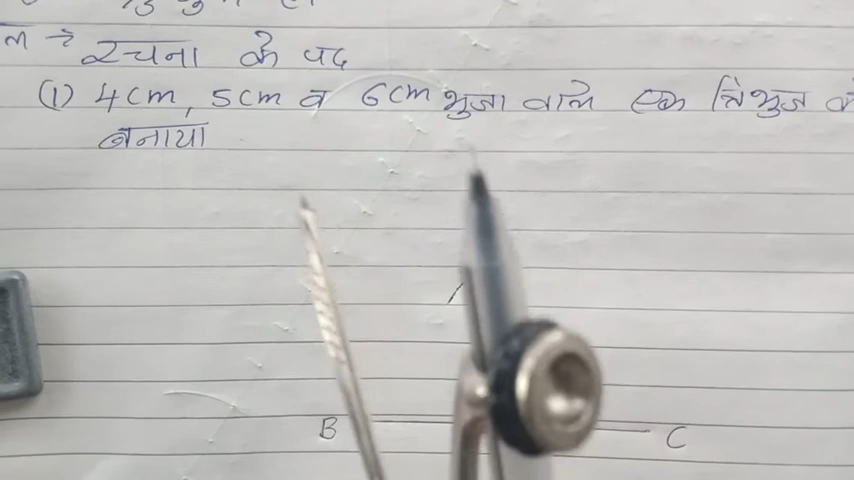 रचना के पद
(1) 4cm, 5cm व 6cm भुजा वाले एक त्रिभुज
बनाया
B C